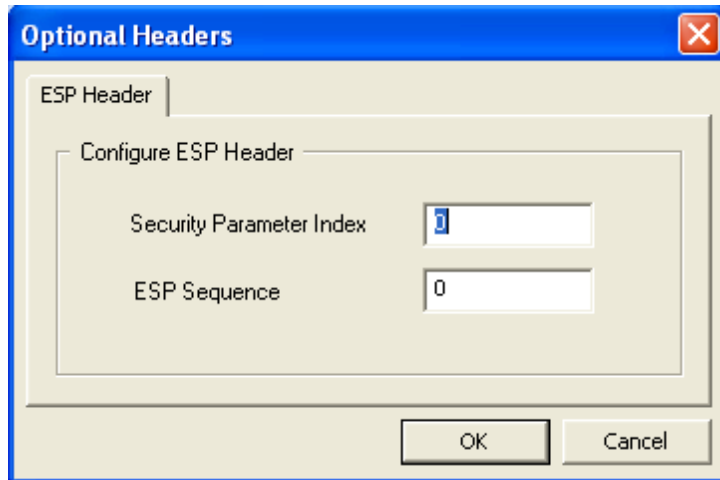 Optional Headers
ESP Header
Configure ESP Header
Security Parameter Index 0
ESP Sequence 0
OK Cancel